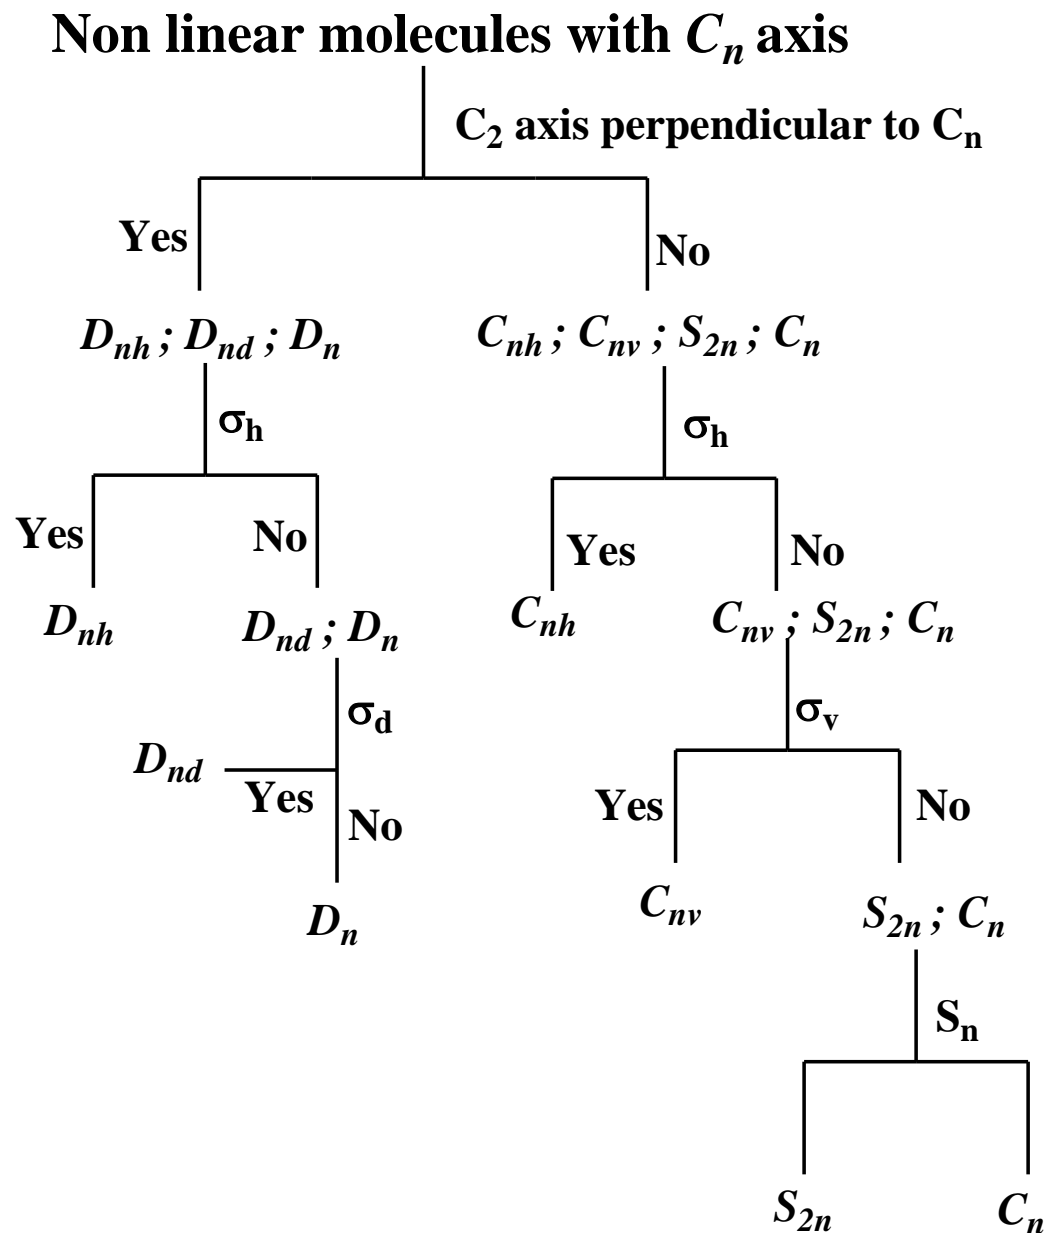 Non linear molecules with Cₙ axis
C₂ axis perpendicular to Cₙ
Yes
No
Dₙₕ ; Dₙd ; Dₙ
Cₙₕ ; Cₙᵥ ; S₂ₙ ; Cₙ
σₕ
σₕ
Yes
No
Yes
No
Dₙₕ
Dₙd ; Dₙ
Cₙₕ
Cₙᵥ ; S₂ₙ ; Cₙ
σd
σᵥ
Dₙd
Yes
No
Yes
No
Dₙ
Cₙᵥ
S₂ₙ ; Cₙ
Sₙ
S₂ₙ
Cₙ